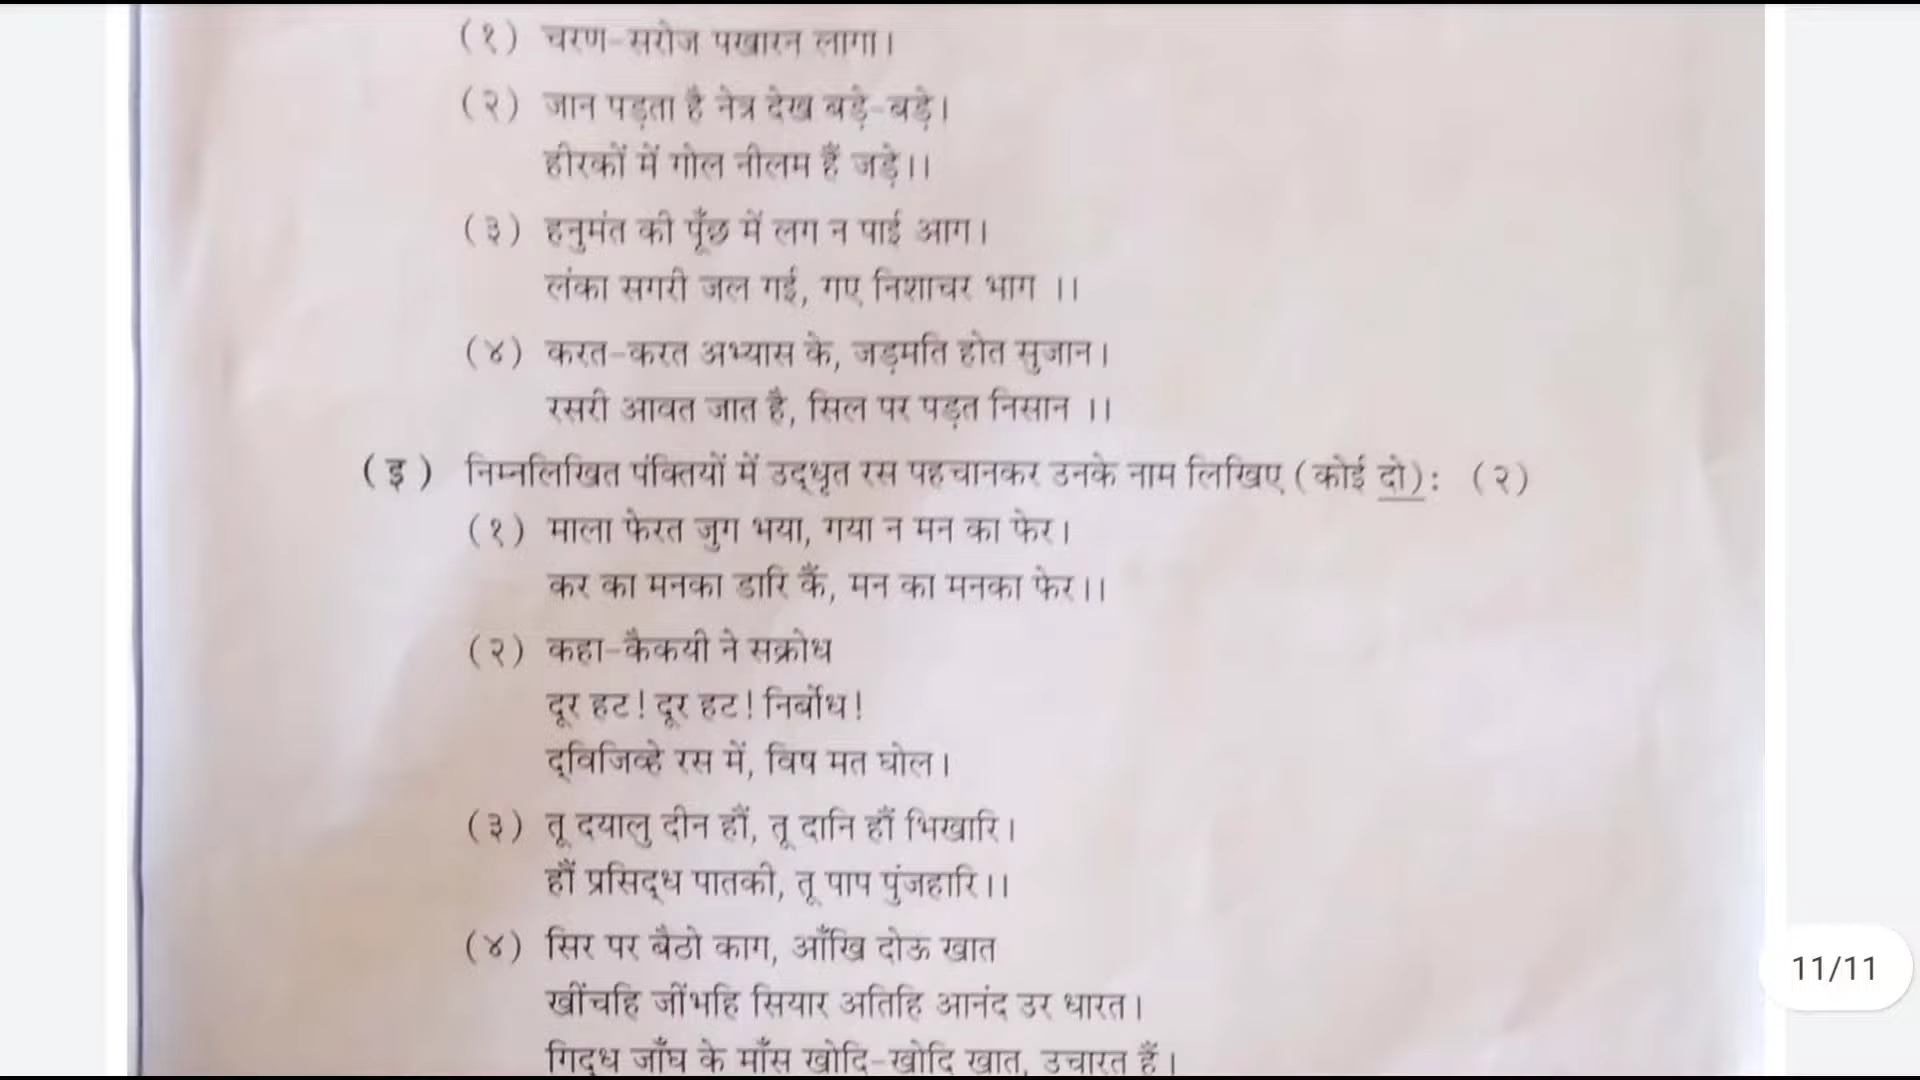 (१) चरण-सरोज पखारन लागा।
(२) जान पड़ता है नेत्र देख बड़े-बड़े।
हीरकों में गोल नीलम हैं जड़े।।
(३) हनुमंत की पूँछ में लग न पाई आग।
लंका सगरी जल गई, गए निशाचर भाग ।।
(४) करत-करत अभ्यास के, जड़मति होत सुजान।
रसरी आवत जात है, सिल पर पड़त निसान ।।
(इ) निम्नलिखित पंक्तियों में उद्धृत रस पहचानकर उनके नाम लिखिए (कोई दो): (२)
(१) माला फेरत जुग भया, गया न मन का फेर।
कर का मनका डारि कैं, मन का मनका फेर।।
(२) कहा-कैकयी ने सक्रोध
दूर हट! दूर हट! निर्बोध!
द्विजिव्हे रस में, विष मत घोल।
(३) तू दयालु दीन हौं, तू दानि हौं भिखारि।
हौं प्रसिद्ध पातकी, तू पाप पुंजहारि।।
(४) सिर पर बैठो काग, आँखि दोऊ खात
खींचहि जींभहि सियार अतिहि आनंद उर धारत।
गिद्ध जाँघ के माँस खोदि-खोदि खात, उचारत हैं।
11/11